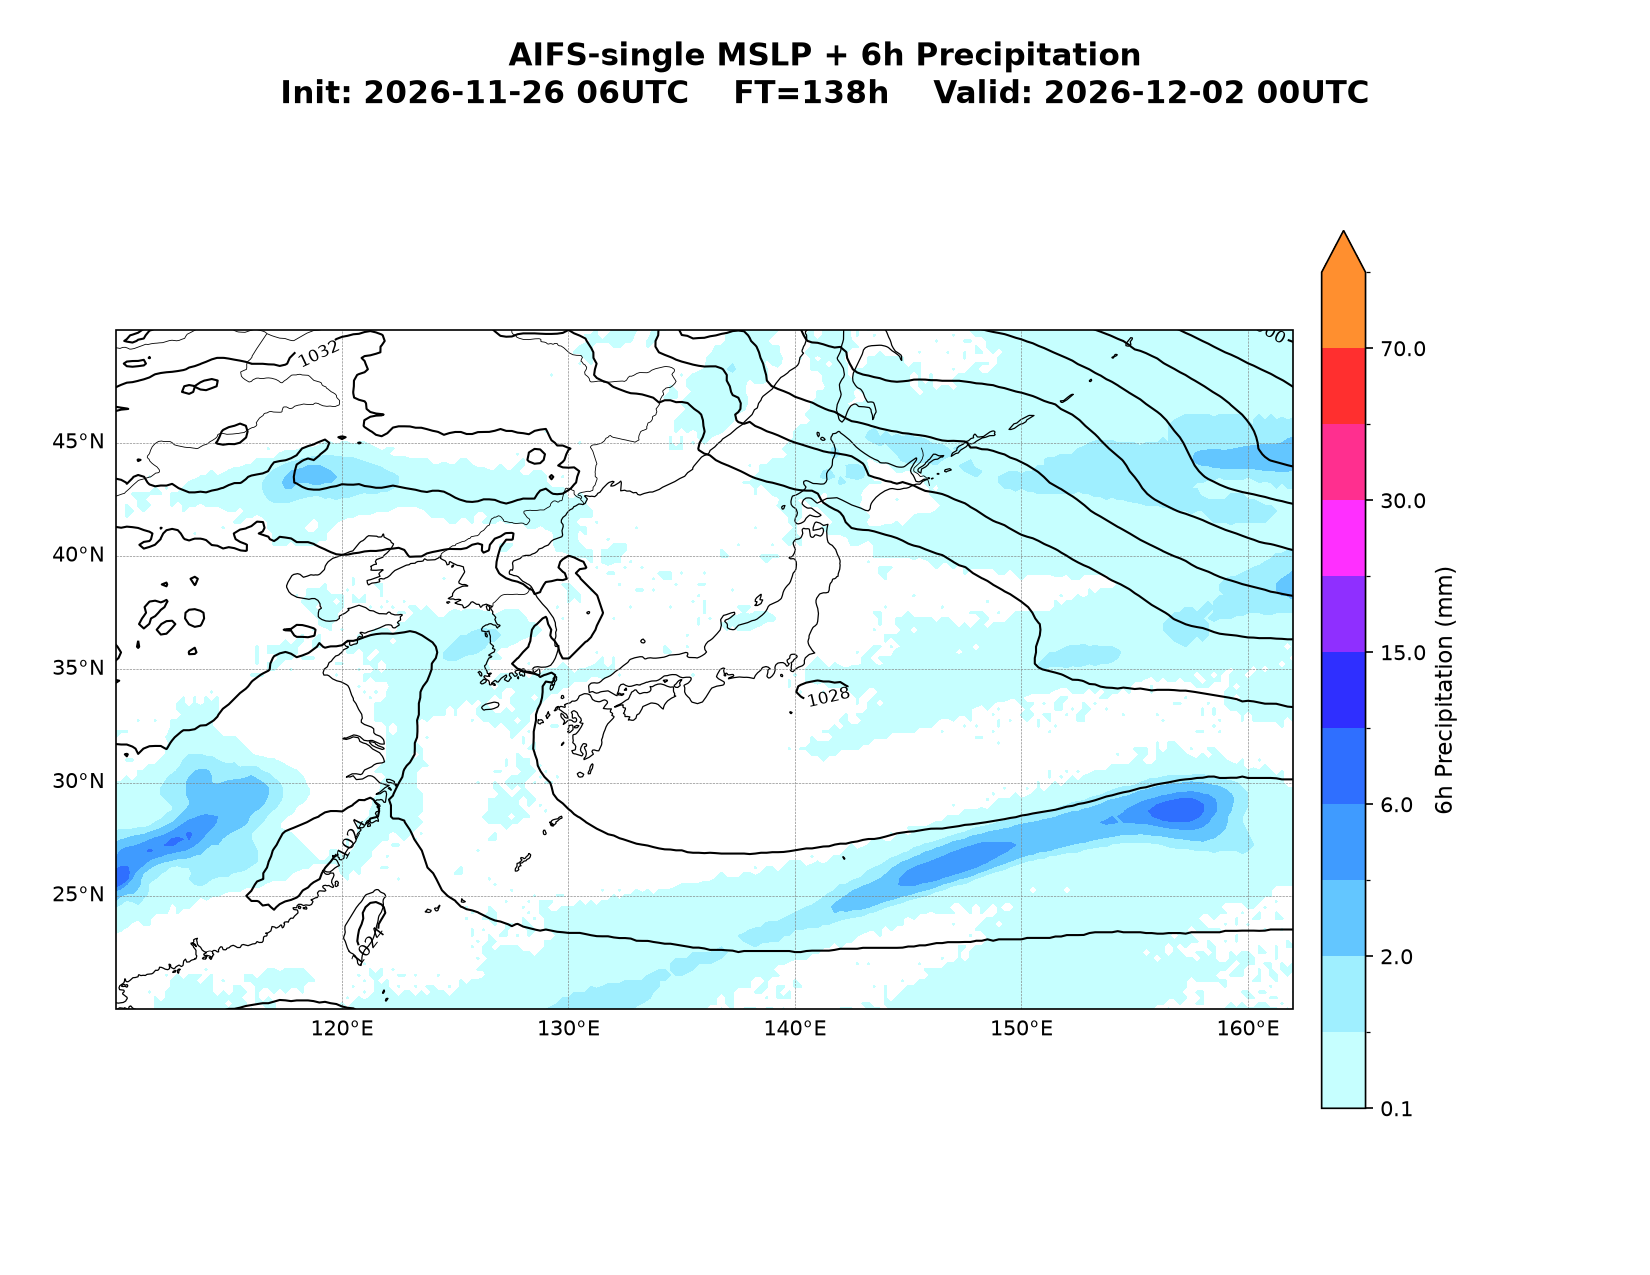 AIFS-single MSLP + 6h Precipitation
Init: 2026-11-26 06UTC    FT=138h    Valid: 2026-12-02 00UTC
1032
1028
1024
1024
45°N
40°N
35°N
30°N
25°N
120°E
130°E
140°E
150°E
160°E
70.0
30.0
15.0
6.0
2.0
0.1
6h Precipitation (mm)